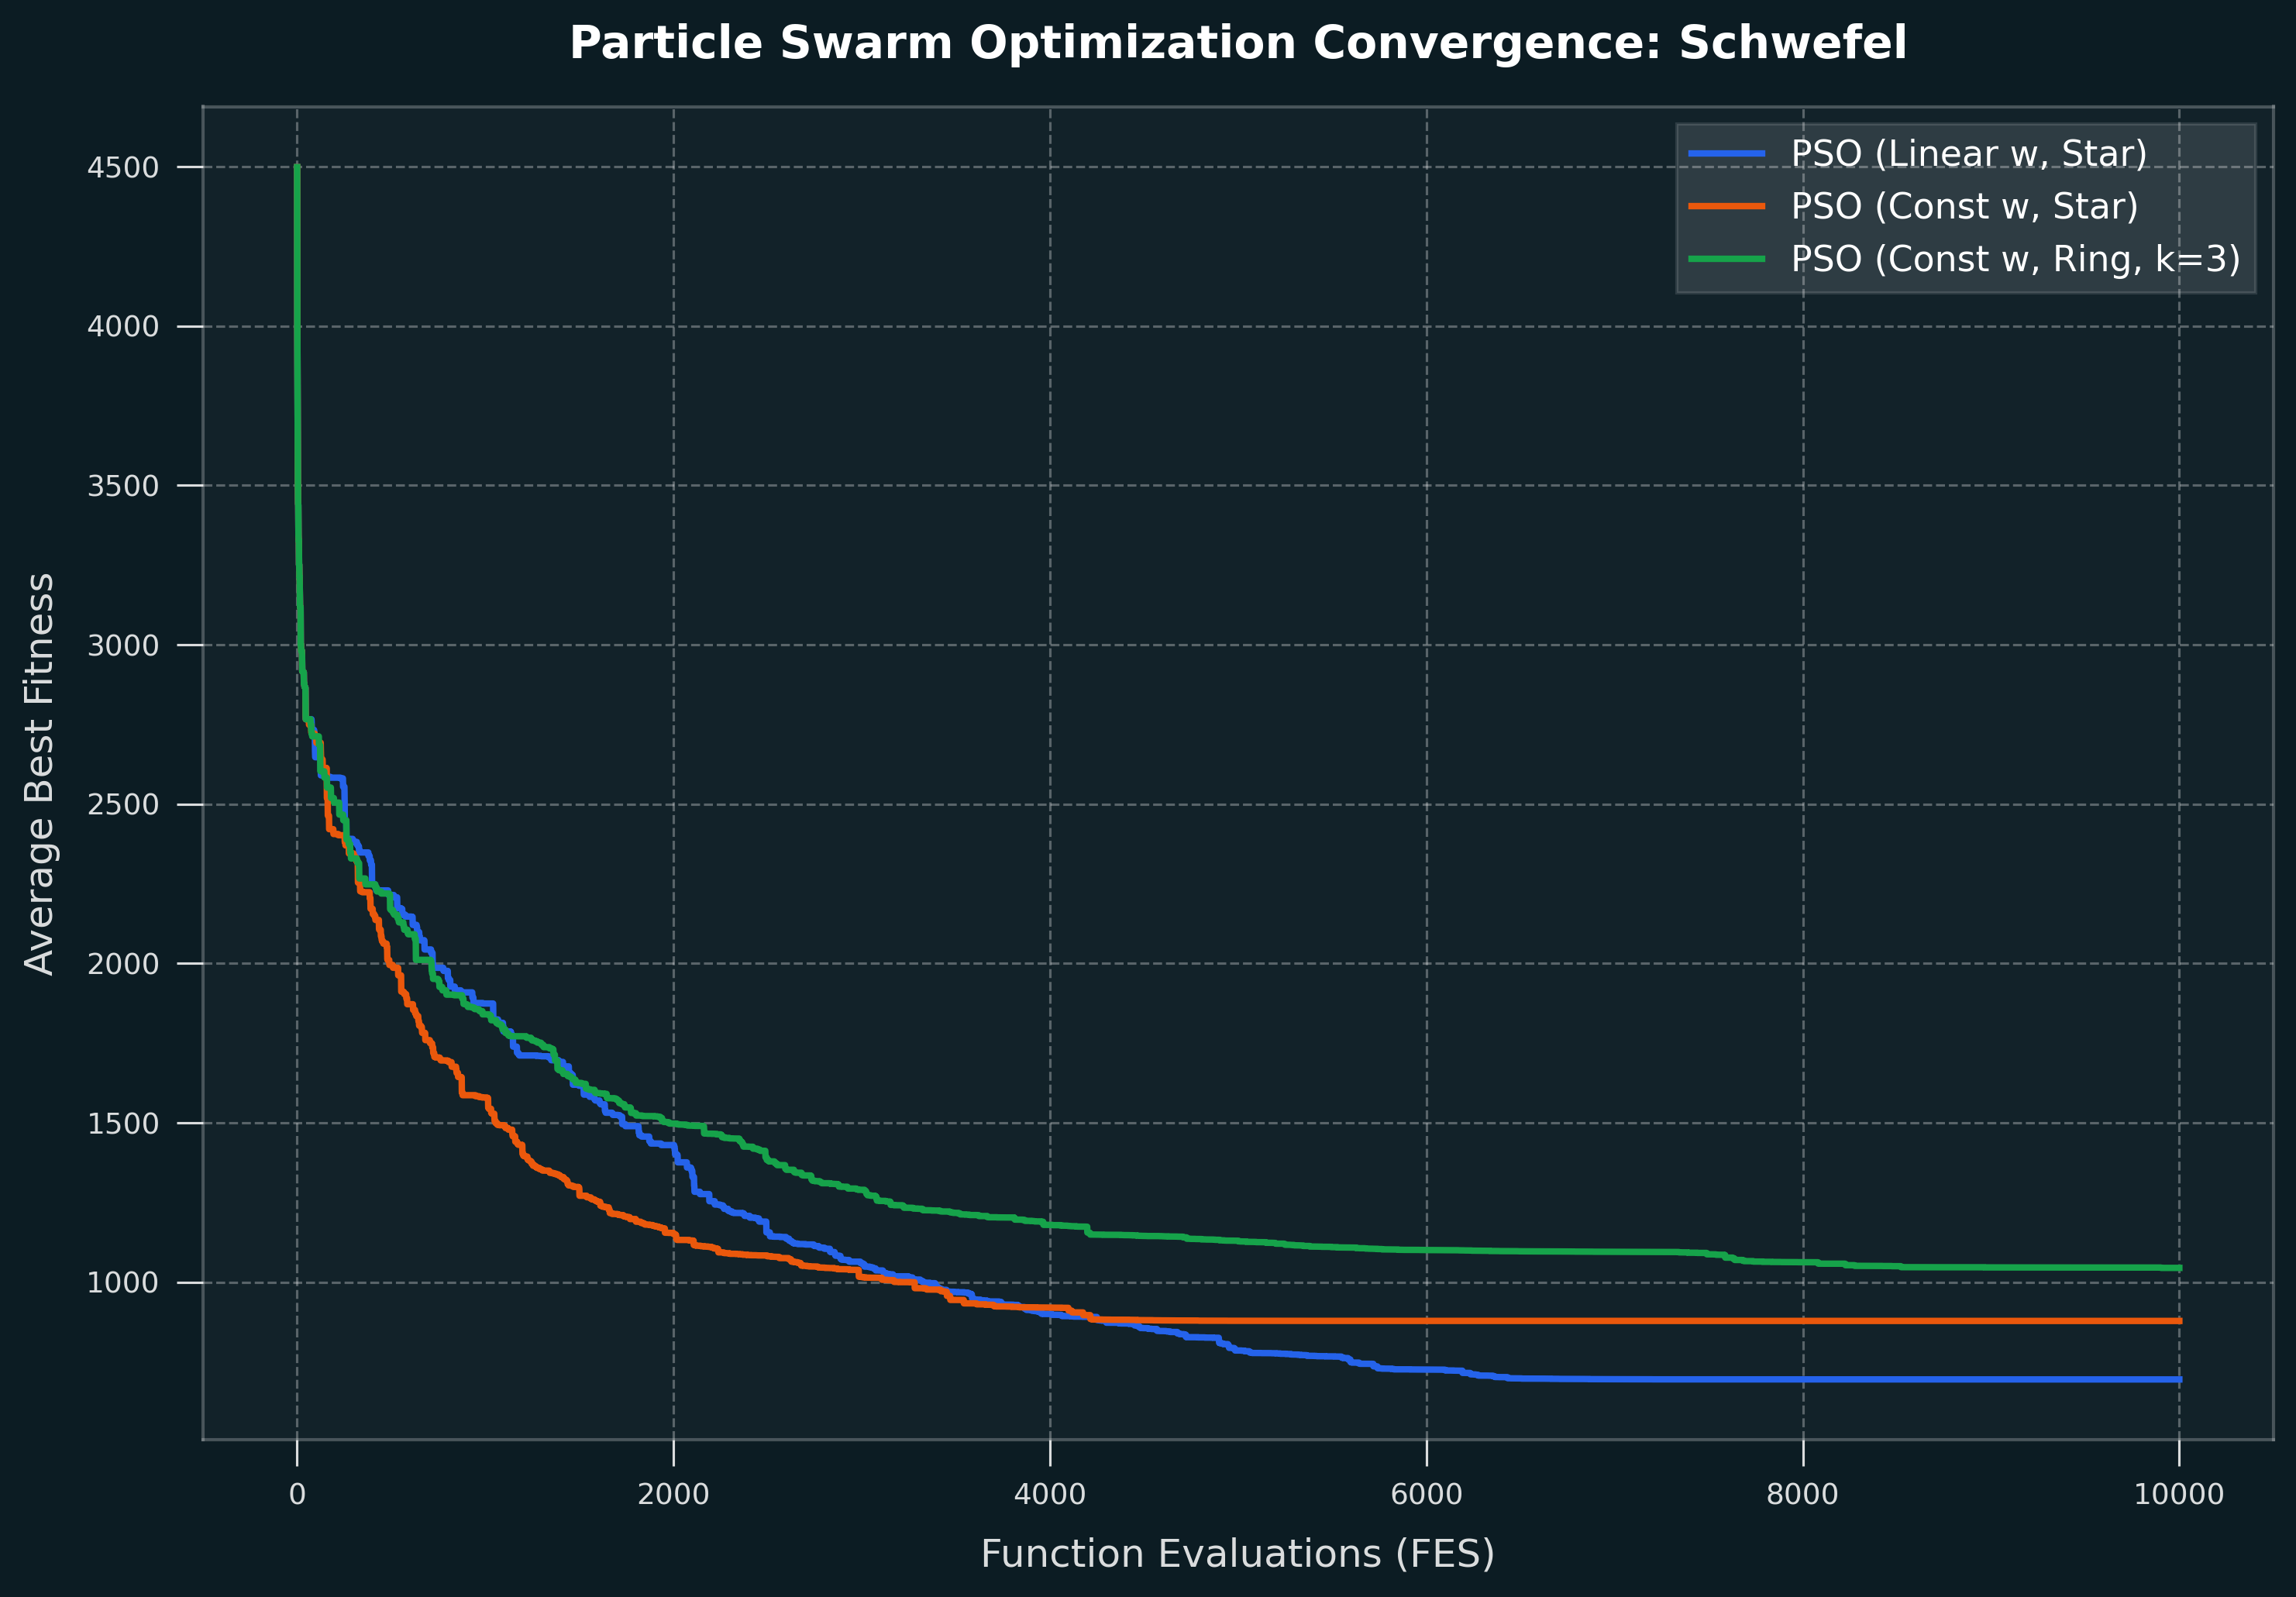 Particle Swarm Optimization Convergence: Schwefel
PSO (Linear w, Star)
PSO (Const w, Star)
PSO (Const w, Ring, k=3)
Average Best Fitness
4500
4000
3500
3000
2500
2000
1500
1000
0 2000 4000 6000 8000 10000
Function Evaluations (FES)